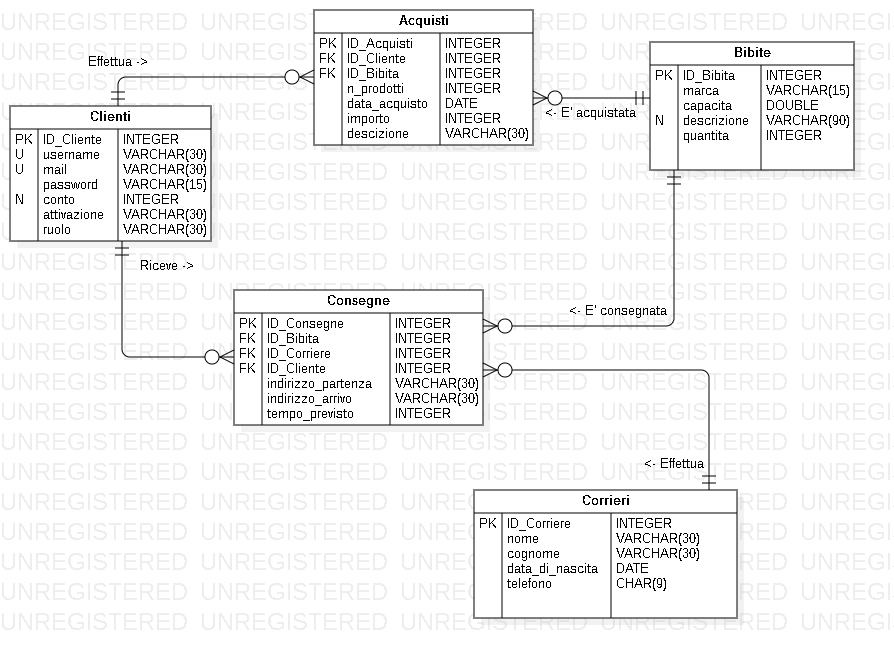 Acquisti
PK ID_Acquisti INTEGER
FK ID_Cliente INTEGER
FK ID_Bibita INTEGER
n_prodotti INTEGER
data_acquisto DATE
importo INTEGER
descizione VARCHAR(30)
Effettua ->
Bibite
PK ID_Bibita INTEGER
marca VARCHAR(15)
capacita DOUBLE
N descrizione VARCHAR(90)
quantita INTEGER
<- E' acquistata
Clienti
PK ID_Cliente INTEGER
U username VARCHAR(30)
U mail VARCHAR(30)
password VARCHAR(15)
N conto INTEGER
attivazione VARCHAR(30)
ruolo VARCHAR(30)
Riceve ->
<- E' consegnata
Consegne
PK ID_Consegne INTEGER
FK ID_Bibita INTEGER
FK ID_Corriere INTEGER
FK ID_Cliente INTEGER
indirizzo_partenza VARCHAR(30)
indirizzo_arrivo VARCHAR(30)
tempo_previsto INTEGER
<- Effettua
Corrieri
PK ID_Corriere INTEGER
nome VARCHAR(30)
cognome VARCHAR(30)
data_di_nascita DATE
telefono CHAR(9)
UNREGISTERED